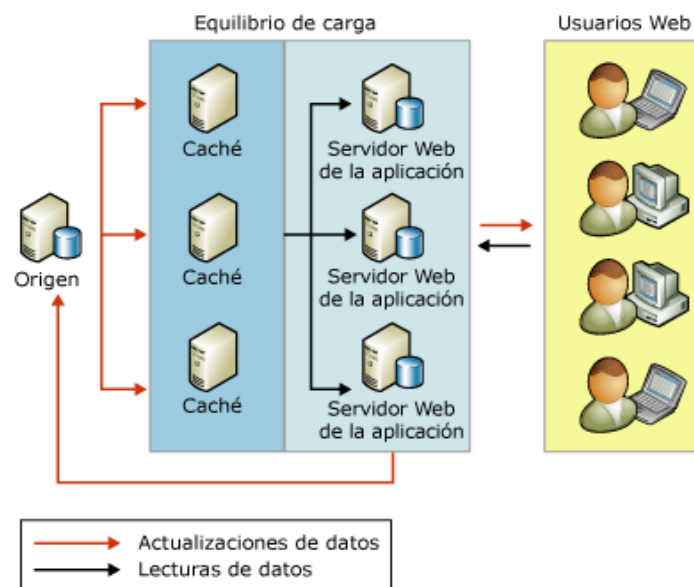 Equilibrio de carga
Usuarios Web
Caché
Servidor Web
de la aplicación
Origen
Caché
Servidor Web
de la aplicación
Caché
Servidor Web
de la aplicación
Actualizaciones de datos
Lecturas de datos